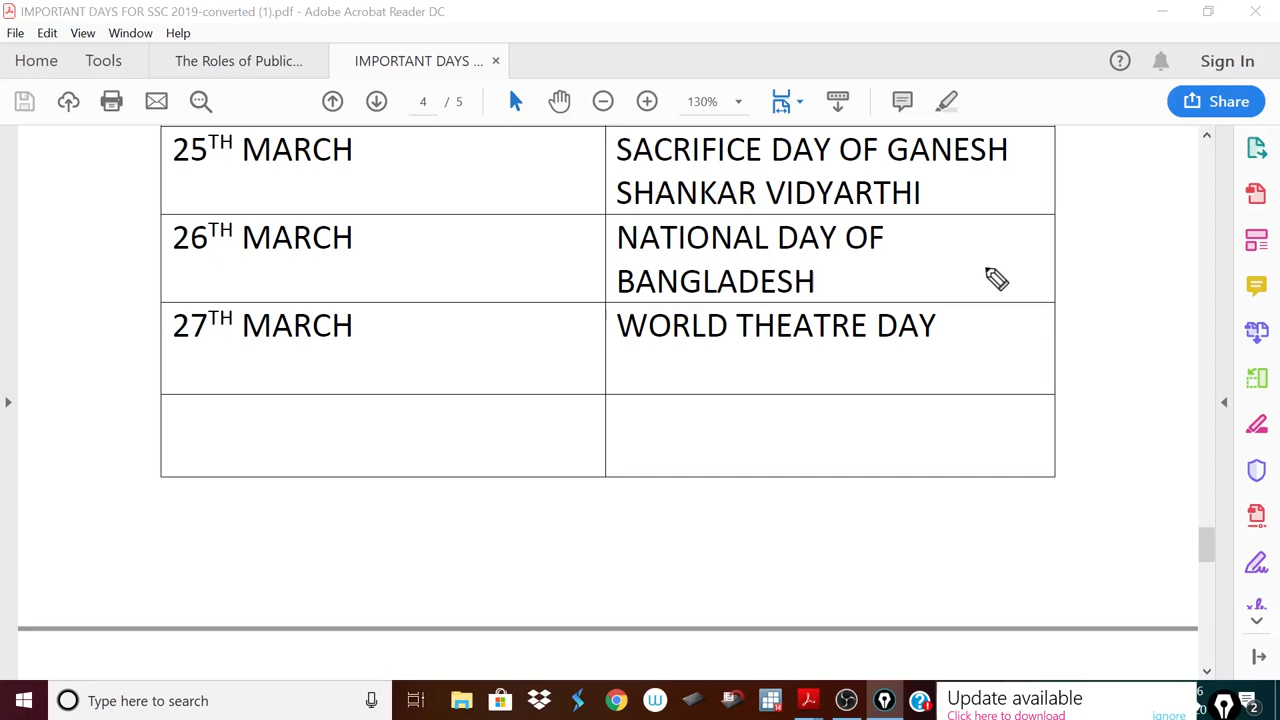 IMPORTANT DAYS FOR SSC 2019-converted (1).pdf - Adobe Acrobat Reader DC
File Edit View Window Help
Home Tools The Roles of Public... IMPORTANT DAYS ... × Sign In
4 / 5 130% Share
25TH MARCH SACRIFICE DAY OF GANESH
SHANKAR VIDYARTHI
26TH MARCH NATIONAL DAY OF
BANGLADESH
27TH MARCH WORLD THEATRE DAY
Type here to search
Update available
Click here to download ignore
2